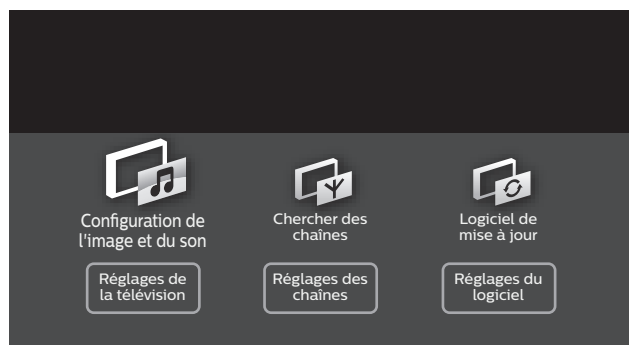 Configuration de
l'image et du son
Chercher des
chaînes
Logiciel de
mise à jour
Réglages de
la télévision
Réglages des
chaînes
Réglages du
logiciel